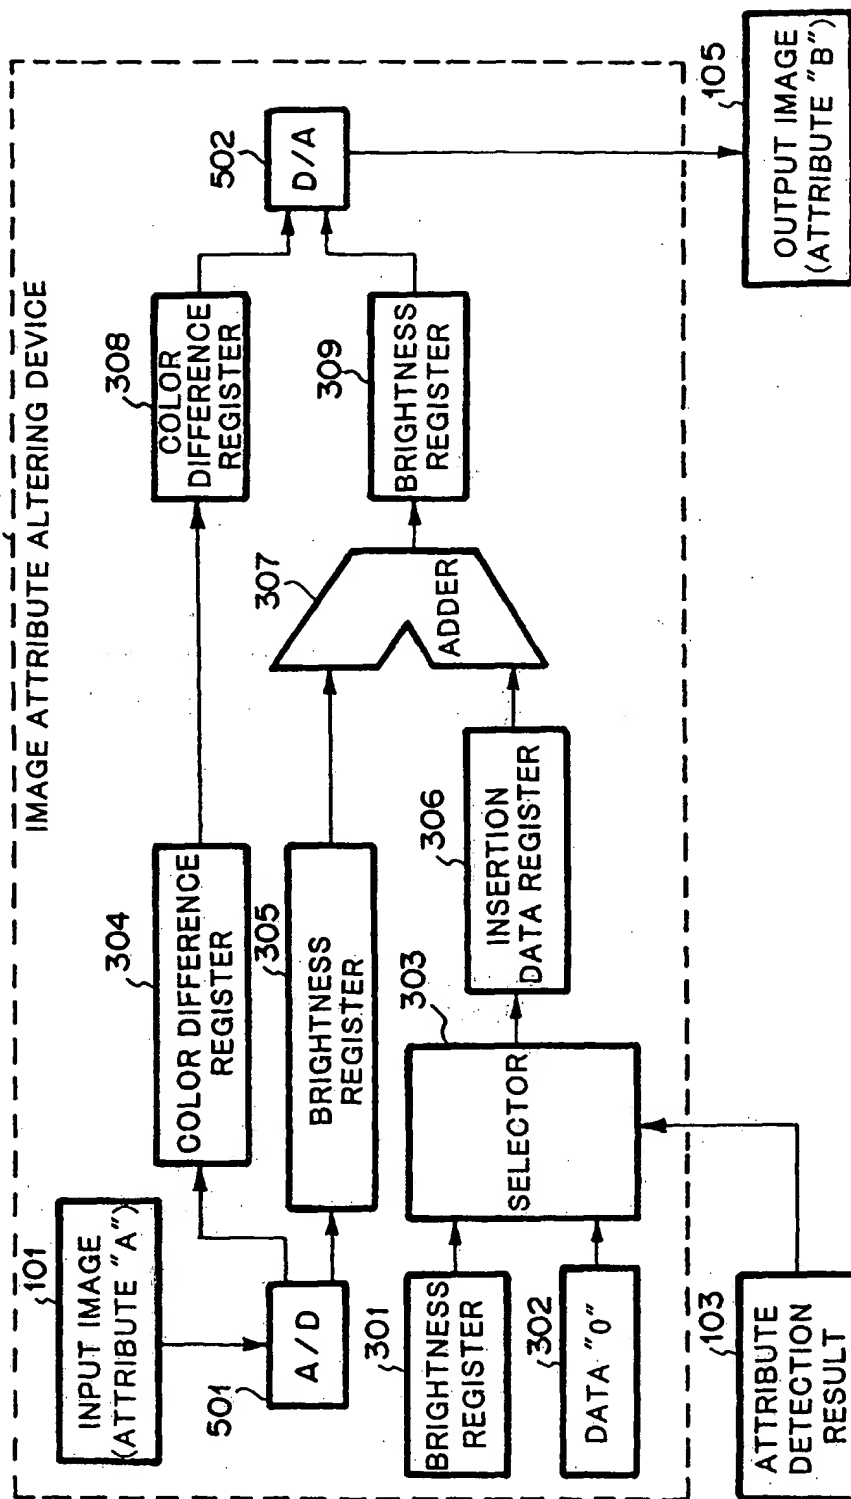 IMAGE ATTRIBUTE ALTERING DEVICE
101
INPUT IMAGE
(ATTRIBUTE "A")
501
A/D
304
COLOR DIFFERENCE
REGISTER
305
BRIGHTNESS
REGISTER
308
COLOR
DIFFERENCE
REGISTER
502
D/A
307
ADDER
309
BRIGHTNESS
REGISTER
301
BRIGHTNESS
REGISTER
302
DATA "0"
303
SELECTOR
306
INSERTION
DATA REGISTER
103
ATTRIBUTE
DETECTION
RESULT
105
OUTPUT IMAGE
(ATTRIBUTE "B")